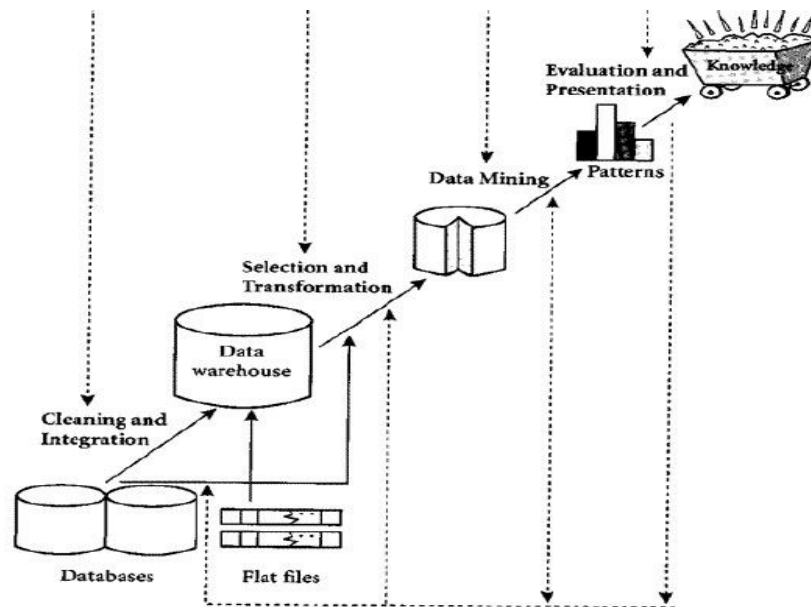 Knowledge
Evaluation and
Presentation
Patterns
Data Mining
Selection and
Transformation
Data
warehouse
Cleaning and
Integration
Databases
Flat files